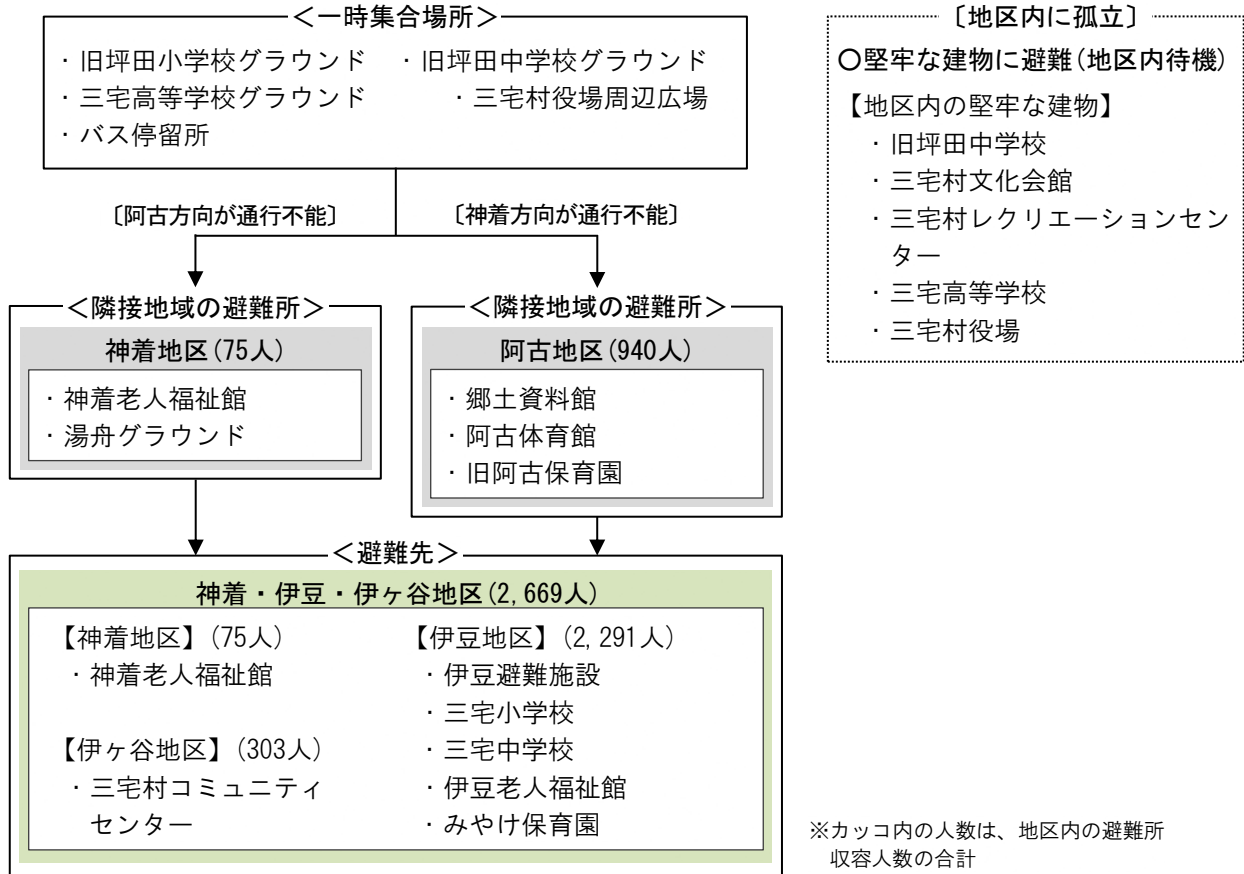 ＜一時集合場所＞
・旧坪田小学校グラウンド ・旧坪田中学校グラウンド
・三宅高等学校グラウンド ・三宅村役場周辺広場
・バス停留所
〔阿古方向が通行不能〕
〔神着方向が通行不能〕
＜隣接地域の避難所＞
神着地区(75人)
・神着老人福祉館
・湯舟グラウンド
＜隣接地域の避難所＞
阿古地区(940人)
・郷土資料館
・阿古体育館
・旧阿古保育園
＜避難先＞
神着・伊豆・伊ヶ谷地区(2,669人)
【神着地区】(75人)
・神着老人福祉館
【伊ヶ谷地区】(303人)
・三宅村コミュニティ
センター
【伊豆地区】(2,291人)
・伊豆避難施設
・三宅小学校
・三宅中学校
・伊豆老人福祉館
・みやけ保育園
〔地区内に孤立〕
〇堅牢な建物に避難(地区内待機)
【地区内の堅牢な建物】
・旧坪田中学校
・三宅村文化会館
・三宅村レクリエーションセン
ター
・三宅高等学校
・三宅村役場
※カッコ内の人数は、地区内の避難所
収容人数の合計